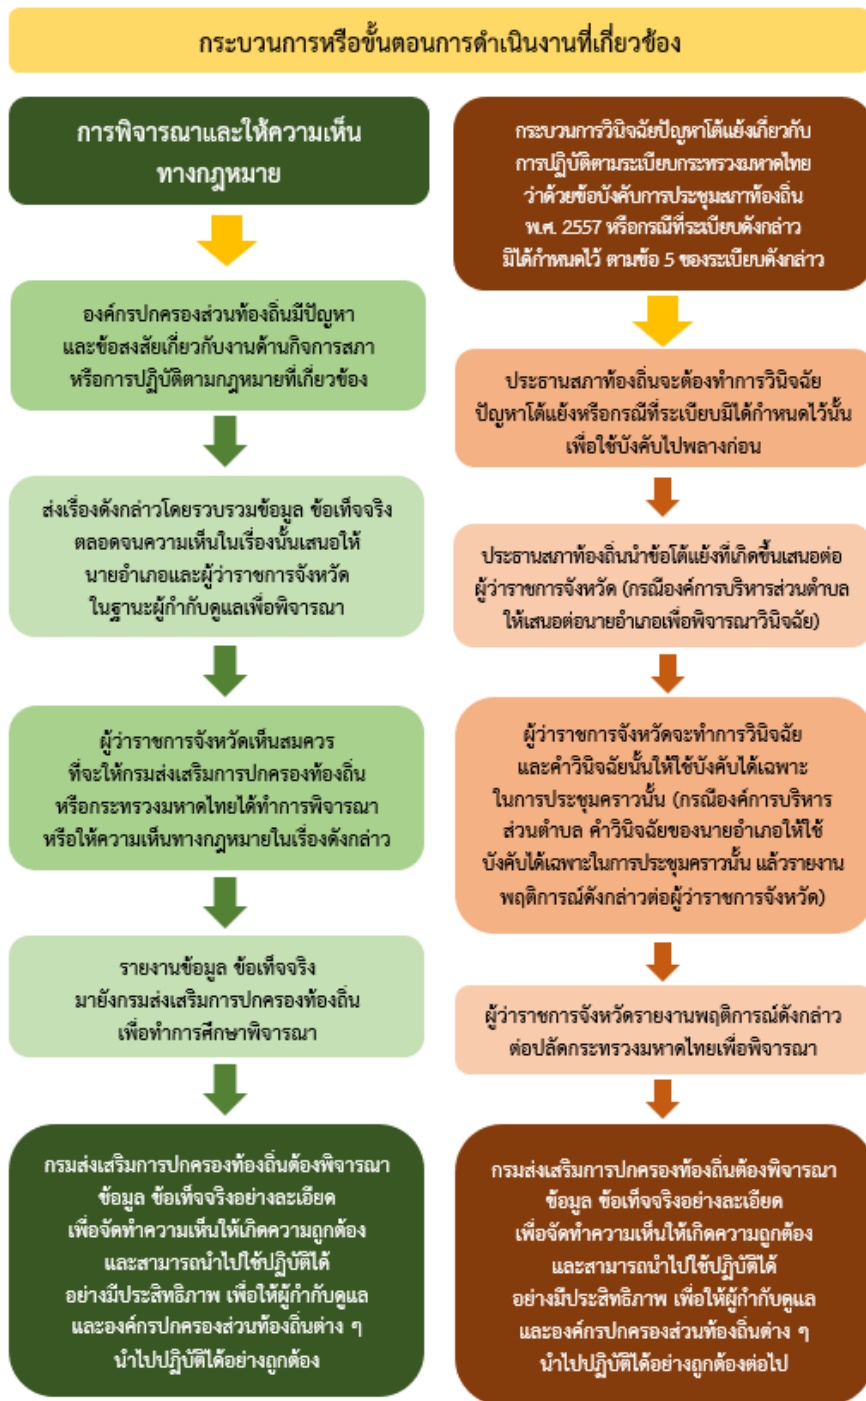 กระบวนการหรือขั้นตอนการดำเนินงานที่เกี่ยวข้อง
การพิจารณาและให้ความเห็น
ทางกฎหมาย
องค์กรปกครองส่วนท้องถิ่นมีปัญหา
และข้อสงสัยเกี่ยวกับงานด้านกิจการสภา
หรือการปฏิบัติตามกฎหมายที่เกี่ยวข้อง
ส่งเรื่องดังกล่าวโดยรวบรวมข้อมูล ข้อเท็จจริง
ตลอดจนความเห็นในเรื่องนั้นเสนอให้
นายอำเภอและผู้ว่าราชการจังหวัด
ในฐานะผู้กำกับดูแลเพื่อพิจารณา
ผู้ว่าราชการจังหวัดเห็นสมควร
ที่จะให้กรมส่งเสริมการปกครองท้องถิ่น
หรือกระทรวงมหาดไทยได้ทำการพิจารณา
หรือให้ความเห็นทางกฎหมายในเรื่องดังกล่าว
รายงานข้อมูล ข้อเท็จจริง
มายังกรมส่งเสริมการปกครองท้องถิ่น
เพื่อทำการศึกษาพิจารณา
กรมส่งเสริมการปกครองท้องถิ่นต้องพิจารณา
ข้อมูล ข้อเท็จจริงอย่างละเอียด
เพื่อจัดทำความเห็นให้เกิดความถูกต้อง
และสามารถนำไปใช้ปฏิบัติได้
อย่างมีประสิทธิภาพ เพื่อให้ผู้กำกับดูแล
และองค์กรปกครองส่วนท้องถิ่นต่าง ๆ
นำไปปฏิบัติได้อย่างถูกต้อง
กระบวนการวินิจฉัยปัญหาโต้แย้งเกี่ยวกับ
การปฏิบัติตามระเบียบกระทรวงมหาดไทย
ว่าด้วยข้อบังคับการประชุมสภาท้องถิ่น
พ.ศ. 2557 หรือกรณีที่ระเบียบดังกล่าว
มิได้กำหนดไว้ ตามข้อ 5 ของระเบียบดังกล่าว
ประธานสภาท้องถิ่นจะต้องทำการวินิจฉัย
ปัญหาโต้แย้งหรือกรณีที่ระเบียบมิได้กำหนดไว้นั้น
เพื่อใช้บังคับไปพลางก่อน
ประธานสภาท้องถิ่นนำข้อโต้แย้งที่เกิดขึ้นเสนอต่อ
ผู้ว่าราชการจังหวัด (กรณีองค์การบริหารส่วนตำบล
ให้เสนอต่อนายอำเภอเพื่อพิจารณาวินิจฉัย)
ผู้ว่าราชการจังหวัดจะทำการวินิจฉัย
และคำวินิจฉัยนั้นให้ใช้บังคับได้เฉพาะ
ในการประชุมคราวนั้น (กรณีองค์การบริหาร
ส่วนตำบล คำวินิจฉัยของนายอำเภอให้ใช้
บังคับได้เฉพาะในการประชุมคราวนั้น แล้วรายงาน
พฤติการณ์ดังกล่าวต่อผู้ว่าราชการจังหวัด)
ผู้ว่าราชการจังหวัดรายงานพฤติการณ์ดังกล่าว
ต่อปลัดกระทรวงมหาดไทยเพื่อพิจารณา
กรมส่งเสริมการปกครองท้องถิ่นต้องพิจารณา
ข้อมูล ข้อเท็จจริงอย่างละเอียด
เพื่อจัดทำความเห็นให้เกิดความถูกต้อง
และสามารถนำไปใช้ปฏิบัติได้
อย่างมีประสิทธิภาพ เพื่อให้ผู้กำกับดูแล
และองค์กรปกครองส่วนท้องถิ่นต่าง ๆ
นำไปปฏิบัติได้อย่างถูกต้องต่อไป